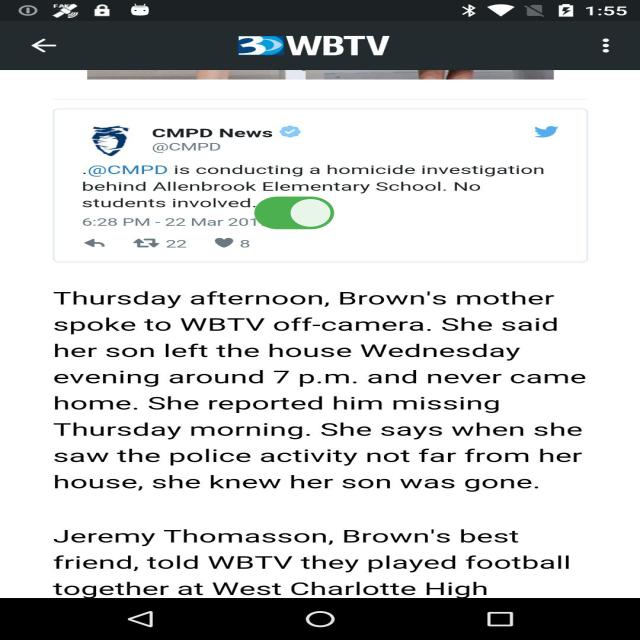 1:55
3 WBTV
CMPD News
@CMPD
.@CMPD is conducting a homicide investigation
behind Allenbrook Elementary School. No
students involved.
6:28 PM - 22 Mar 201
22 8
Thursday afternoon, Brown's mother
spoke to WBTV off-camera. She said
her son left the house Wednesday
evening around 7 p.m. and never came
home. She reported him missing
Thursday morning. She says when she
saw the police activity not far from her
house, she knew her son was gone.
Jeremy Thomasson, Brown's best
friend, told WBTV they played football
together at West Charlotte High